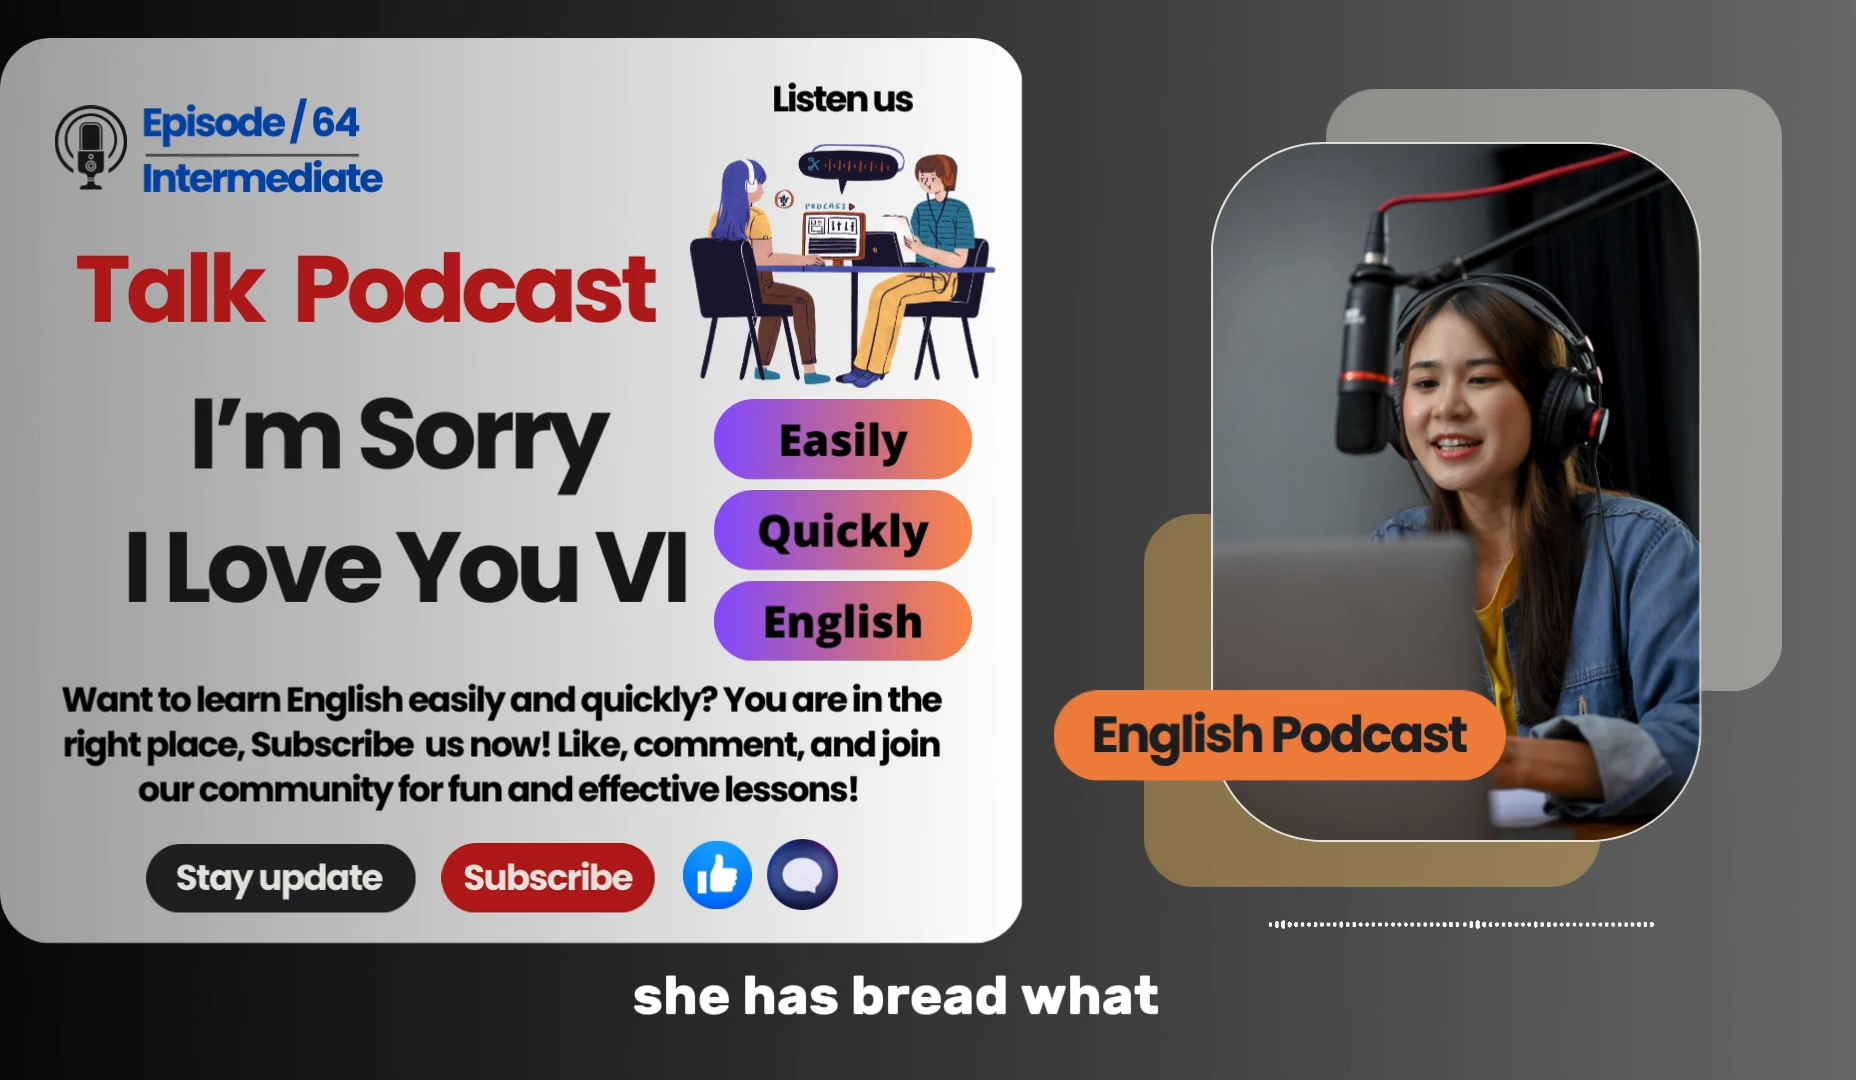 Episode / 64
Intermediate
Listen us
PODCAST
Talk Podcast
I'm Sorry
I Love You VI
Easily
Quickly
English
Want to learn English easily and quickly? You are in the
right place, Subscribe us now! Like, comment, and join
our community for fun and effective lessons!
Stay update
Subscribe
English Podcast
she has bread what